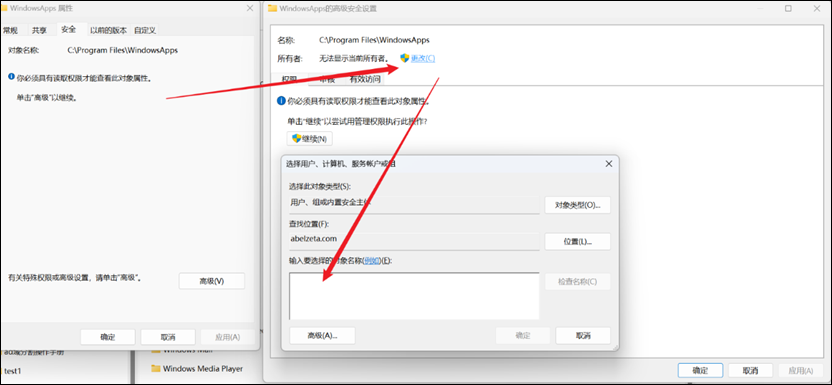 WindowsApps 属性
常规 共享 安全 以前的版本 自定义
对象名称: C:\Program Files\WindowsApps
你必须具有读取权限才能查看此对象属性。
单击"高级"以继续。
有关特殊权限或高级设置，请单击"高级"。
高级(V)
确定 取消 应用(A)
ad域分割操作手册
test1
Windows Media Player
WindowsApps的高级安全设置
名称: C:\Program Files\WindowsApps
所有者: 无法显示当前所有者。 更改(C)
权限 审核 有效访问
你必须具有读取权限才能查看此对象属性。
单击"继续"以尝试用管理权限执行此操作?
继续(N)
选择用户、计算机、服务帐户或组
选择此对象类型(S):
用户、组或内置安全主体
对象类型(O)...
查找位置(F):
abelzeta.com
位置(L)...
输入要选择的对象名称(例如)(E):
检查名称(C)
高级(A)...
确定 取消
确定 取消 应用(A)